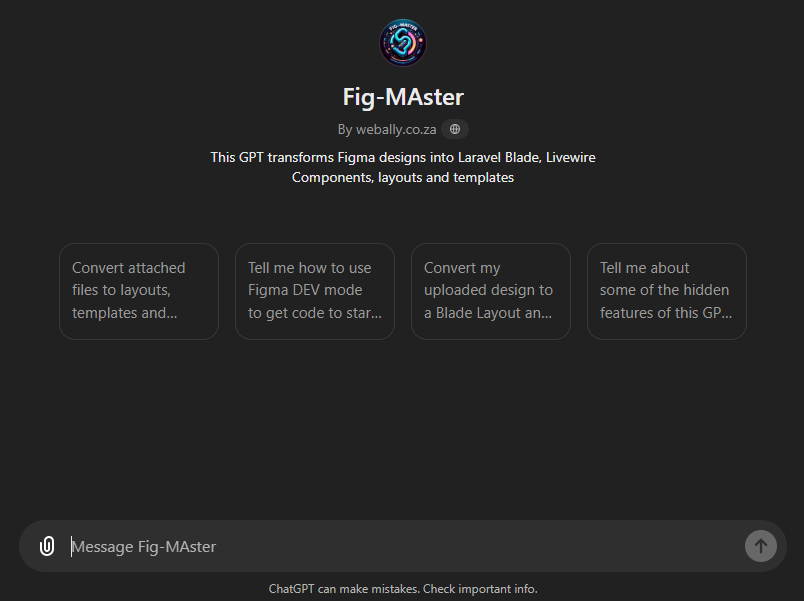 FIG-MASTER
Fig-MAster
By webally.co.za
This GPT transforms Figma designs into Laravel Blade, Livewire
Components, layouts and templates
Convert attached
files to layouts,
templates and...
Tell me how to use
Figma DEV mode
to get code to star...
Convert my
uploaded design to
a Blade Layout an...
Tell me about
some of the hidden
features of this GP...
Message Fig-MAster
ChatGPT can make mistakes. Check important info.